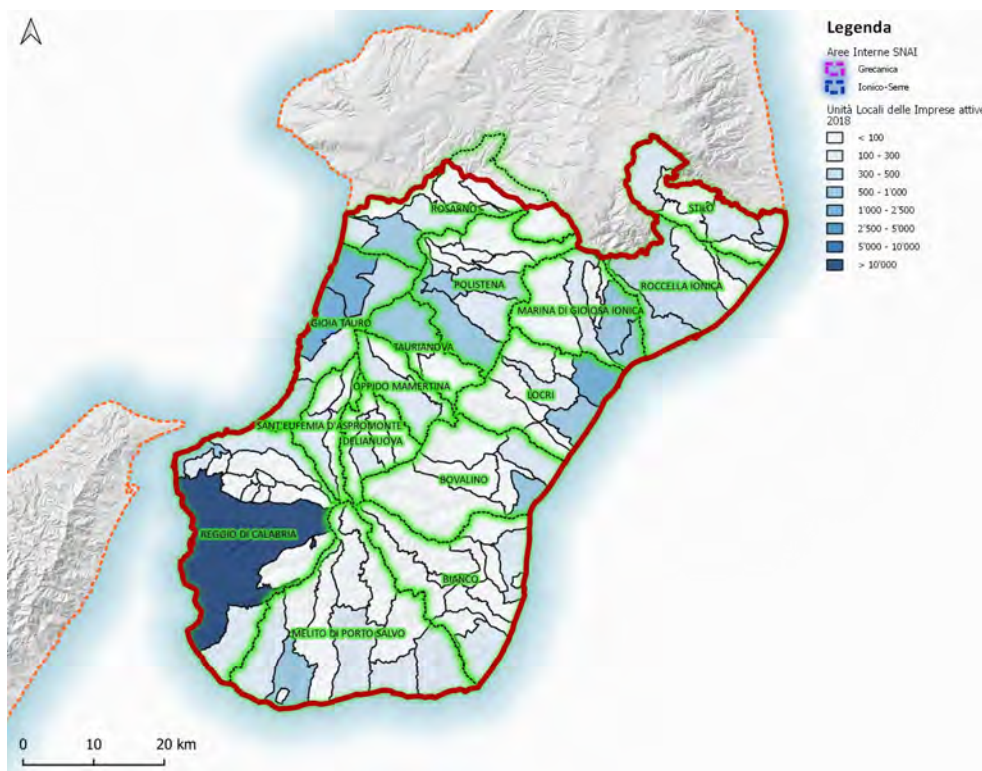 Legenda
Aree Interne SNAI
Grecanica
Ionico-Serre
Unità Locali delle Imprese attive
2018
< 100
100 - 300
300 - 500
500 - 1'000
1'000 - 2'500
2'500 - 5'000
5'000 - 10'000
> 10'000
ROSARNO
STILO
POLISTENA
ROCCELLA IONICA
MARINA DI GIOIOSA IONICA
GIOIA TAURO
TAURIANOVA
OPPIDO MAMERTINA
LOCRI
SANT'EUFEMIA D'ASPROMONTE
DELIANUOVA
BOVALINO
REGGIO DI CALABRIA
BIANCO
MELITO DI PORTO SALVO
0 10 20 km